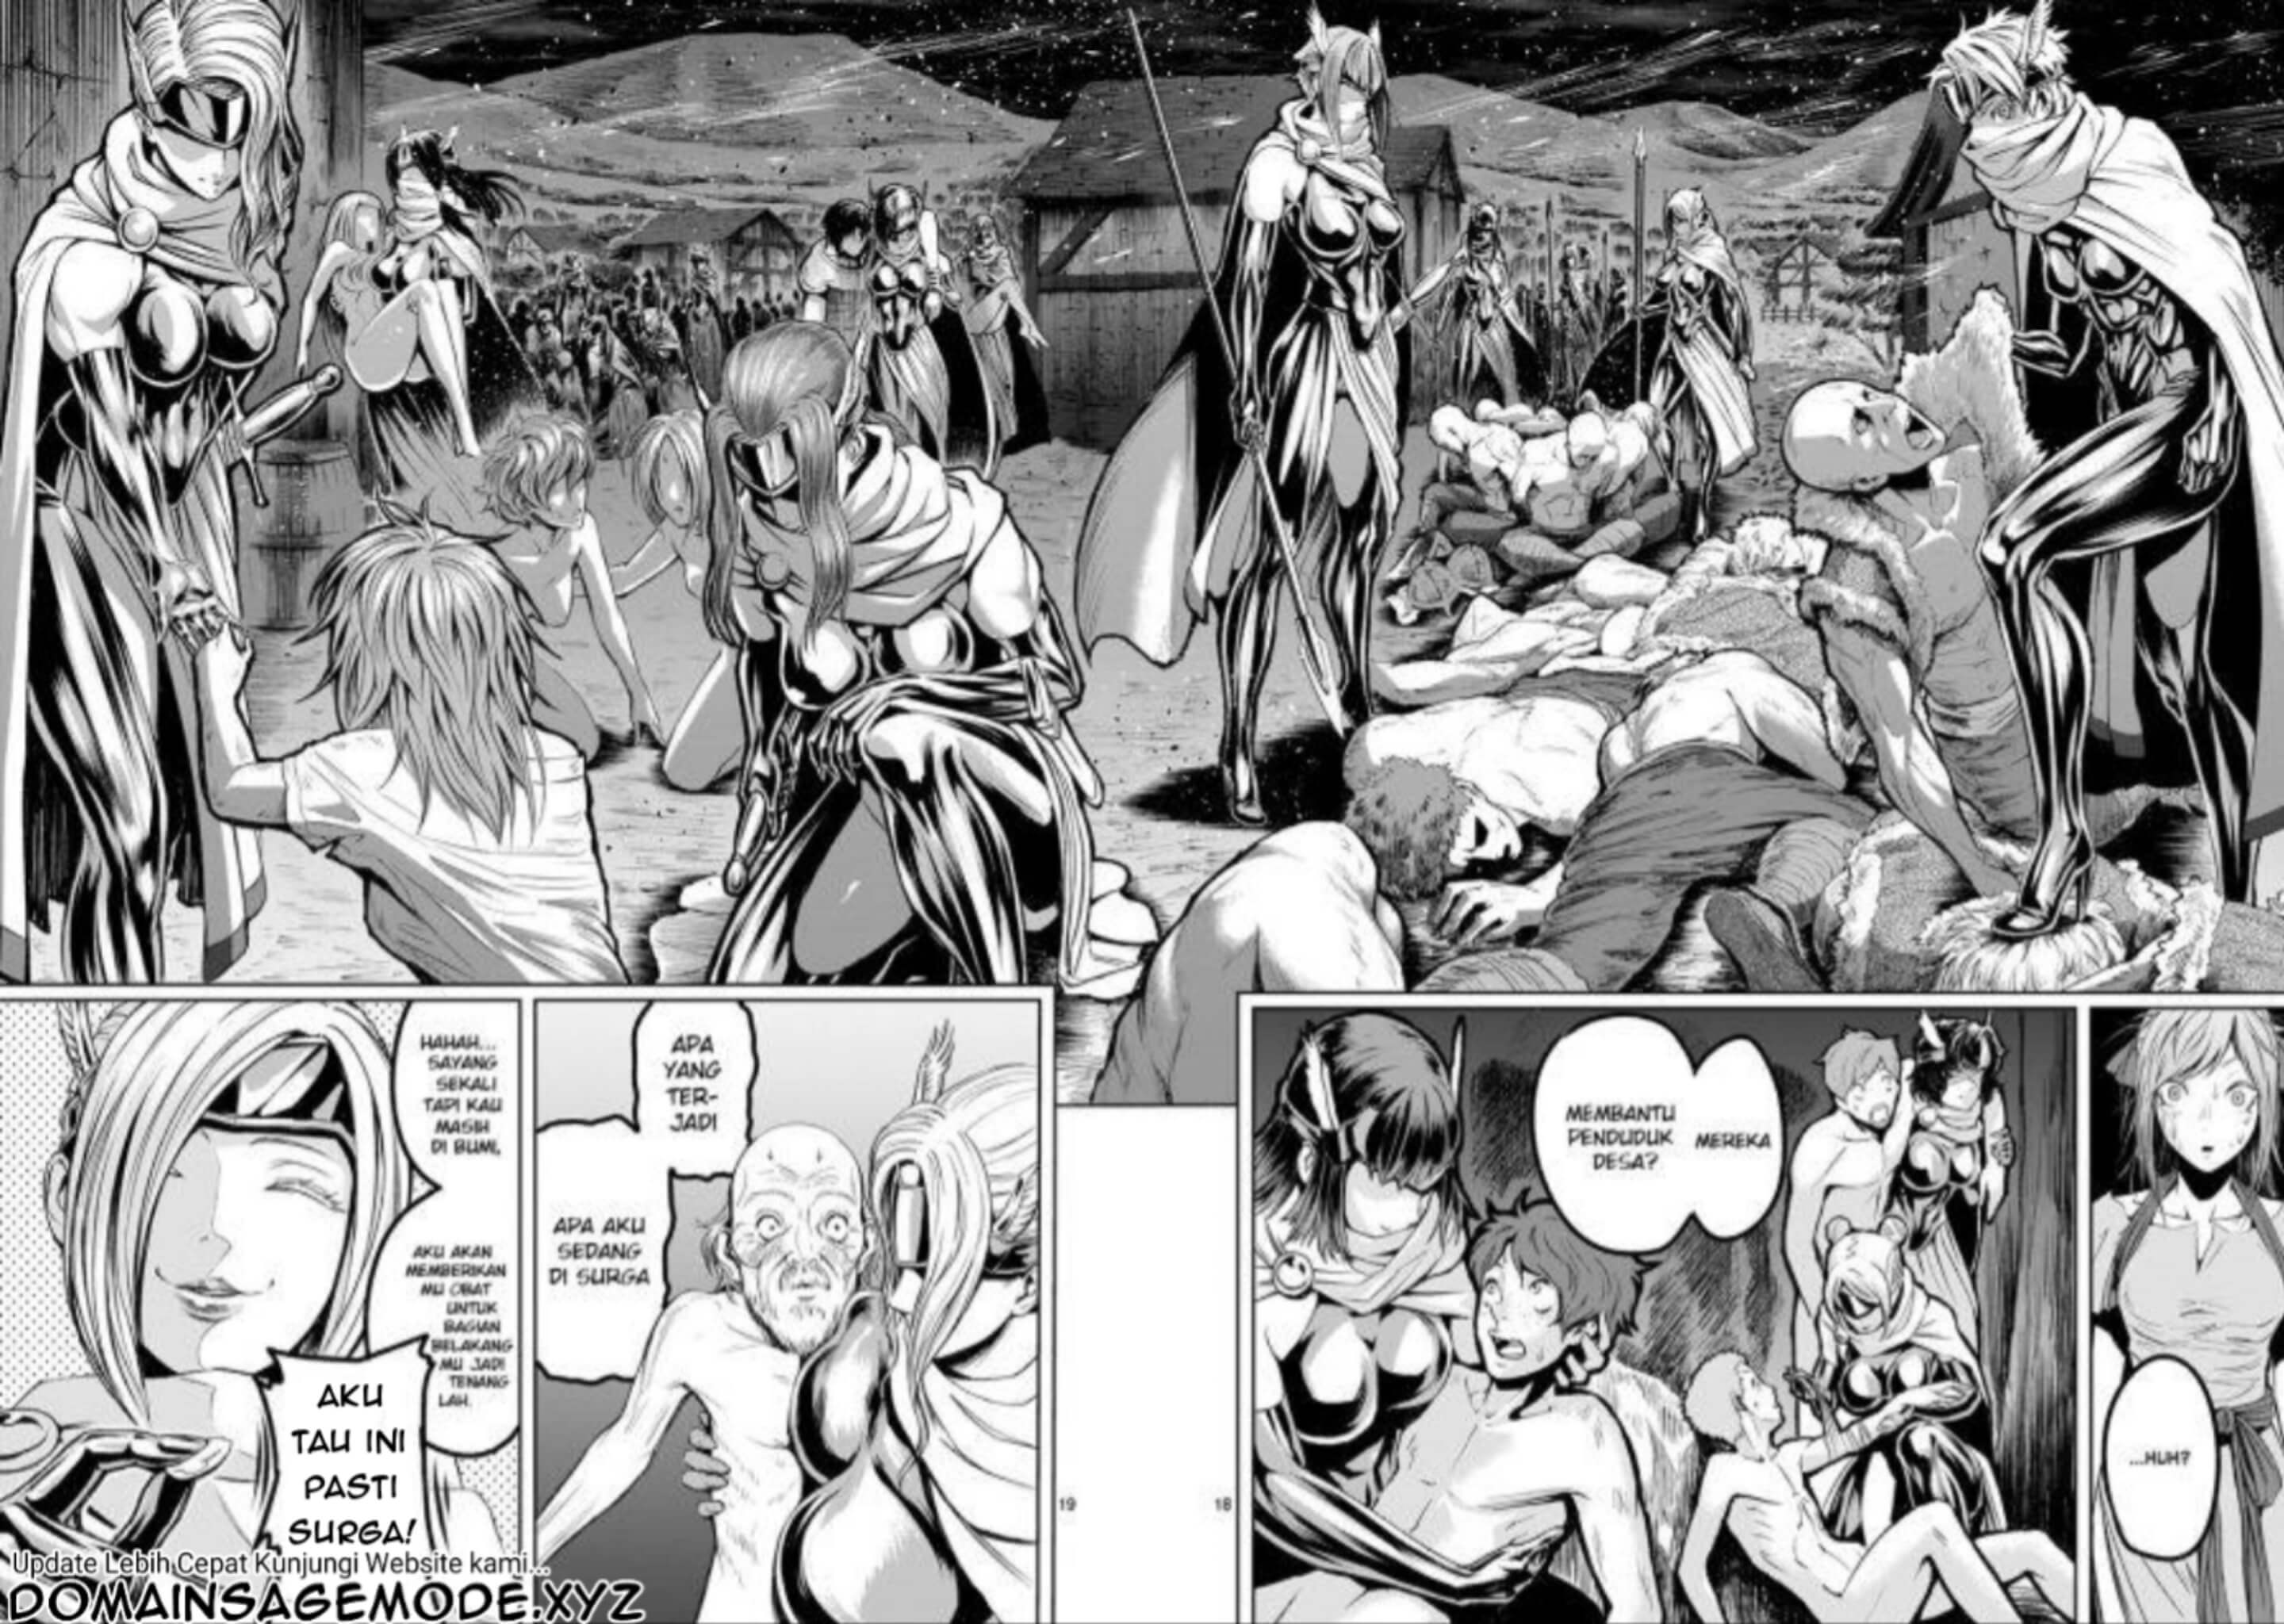 ...HUH?
MEREKA
MEMBANTU
PENDUDUK
DESA?
18
19
APA
YANG
TER-
JADI
APA AKU
SEDANG
DI SURGA
HAHAH...
SAYANG
SEKALI
TAPI KAU
MASIH
DI BUMI,
AKU AKAN
MEMBERIKAN
MU OBAT
UNTUK
BAGIAN
BELAKANG
MU JADI
TENANG
LAH.
AKU
TAU INI
PASTI
SURGA!
Update Lebih Cepat Kunjungi Website kami...
DOMAINSAGEMODE.XYZ